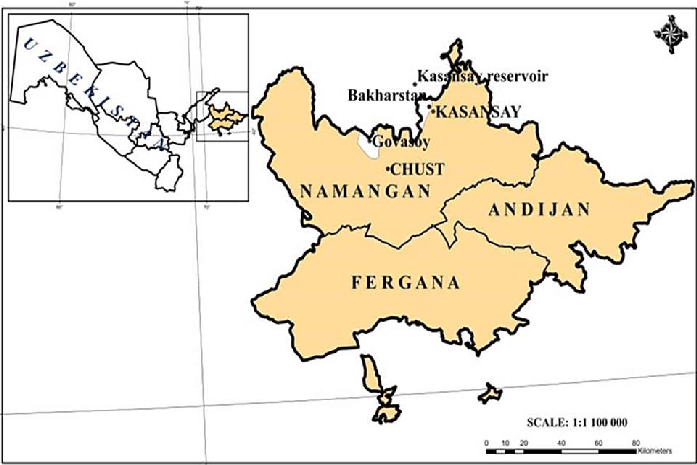 UZBEKISTAN
Kasansay reservoir
Bakharstan
KASANSAY
Govasoy
CHUST
NAMANGAN
ANDIJAN
FERGANA
SCALE: 1:1 100 000
0 10 20 40 60 80
Kilometers